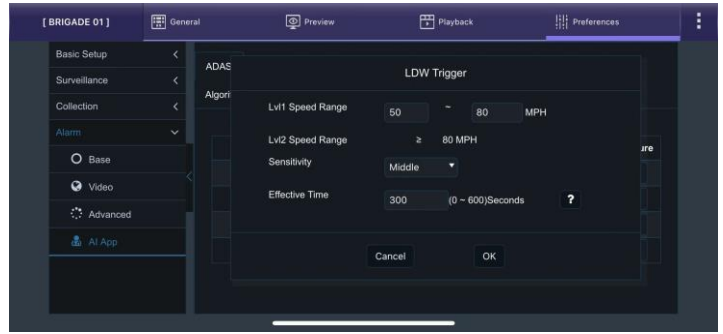 [ BRIGADE 01 ] General Preview Playback Preferences
Basic Setup
Surveillance
Collection
Alarm
Base
Video
Advanced
AI App
ADAS
Algori
LDW Trigger
Lvl1 Speed Range 50 ~ 80 MPH
Lvl2 Speed Range ≥ 80 MPH
Sensitivity Middle
Effective Time 300 (0 ~ 600)Seconds ?
Cancel OK
ure